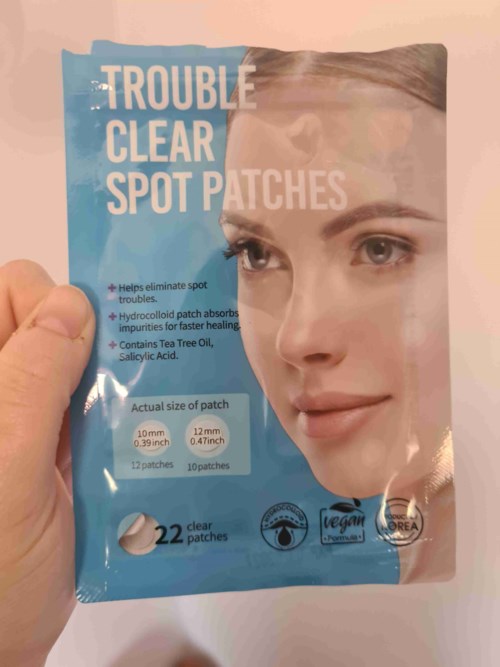 TROUBLE
CLEAR
SPOT PATCHES
+ Helps eliminate spot
troubles.
+ Hydrocolloid patch absorbs
impurities for faster healing.
+ Contains Tea Tree Oil,
Salicylic Acid.
Actual size of patch
10mm
0.39inch
12mm
0.47inch
12patches
10patches
22 clear
patches
HYDROCOLLOID
vegan
Formula
KOREA